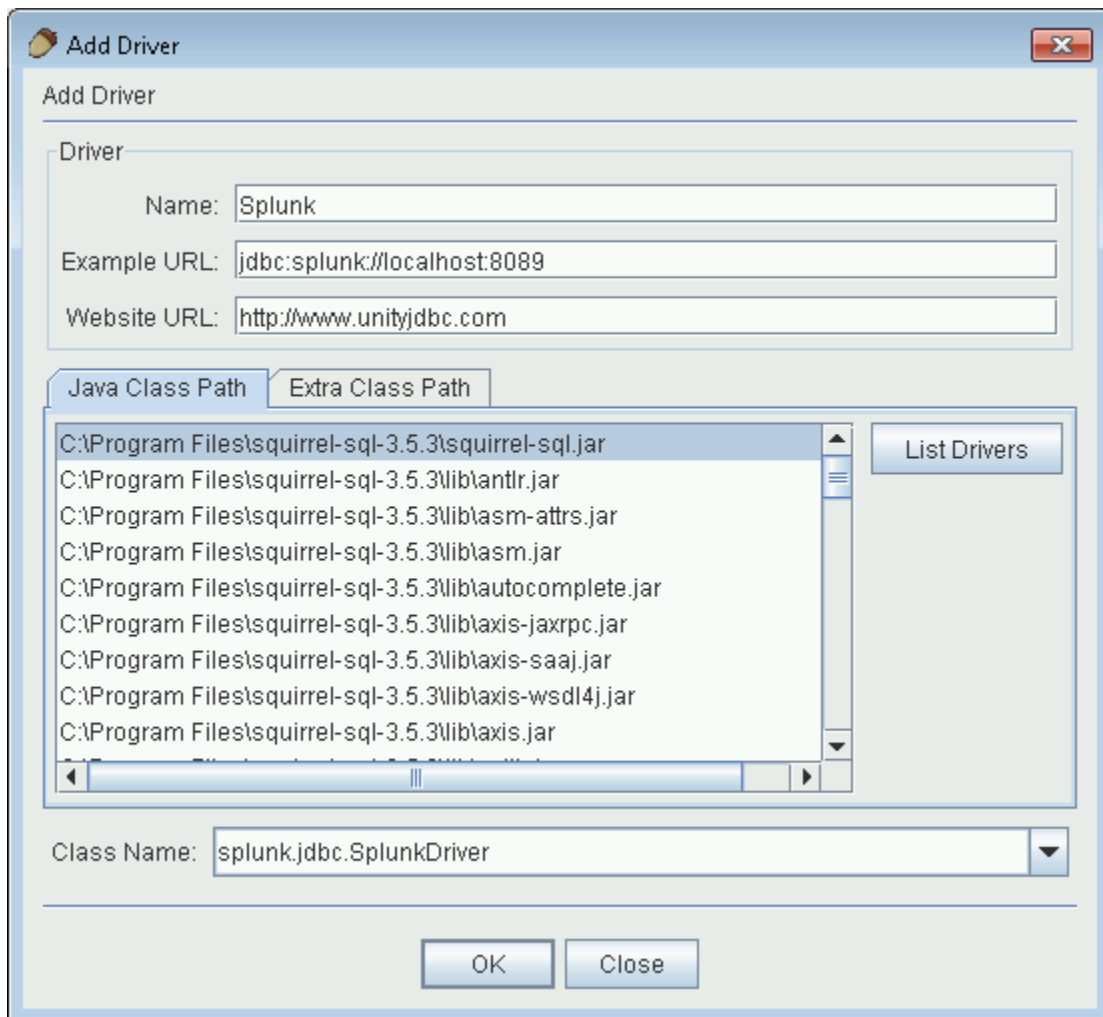 Add Driver
Add Driver
Driver
Name: Splunk
Example URL: jdbc:splunk://localhost:8089
Website URL: http://www.unityjdbc.com
Java Class Path Extra Class Path
C:\Program Files\squirrel-sql-3.5.3\squirrel-sql.jar List Drivers
C:\Program Files\squirrel-sql-3.5.3\lib\antlr.jar
C:\Program Files\squirrel-sql-3.5.3\lib\asm-attrs.jar
C:\Program Files\squirrel-sql-3.5.3\lib\asm.jar
C:\Program Files\squirrel-sql-3.5.3\lib\autocomplete.jar
C:\Program Files\squirrel-sql-3.5.3\lib\axis-jaxrpc.jar
C:\Program Files\squirrel-sql-3.5.3\lib\axis-saaj.jar
C:\Program Files\squirrel-sql-3.5.3\lib\axis-wsdl4j.jar
C:\Program Files\squirrel-sql-3.5.3\lib\axis.jar
Class Name: splunk.jdbc.SplunkDriver
OK Close